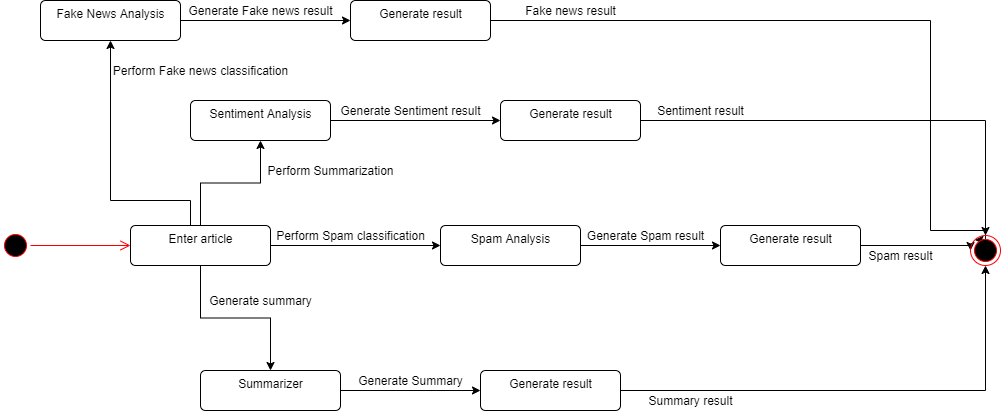 Fake News Analysis
Generate Fake news result
Generate result
Fake news result
Perform Fake news classification
Sentiment Analysis
Generate Sentiment result
Generate result
Sentiment result
Perform Summarization
Enter article
Perform Spam classification
Spam Analysis
Generate Spam result
Generate result
Spam result
Generate summary
Summarizer
Generate Summary
Generate result
Summary result